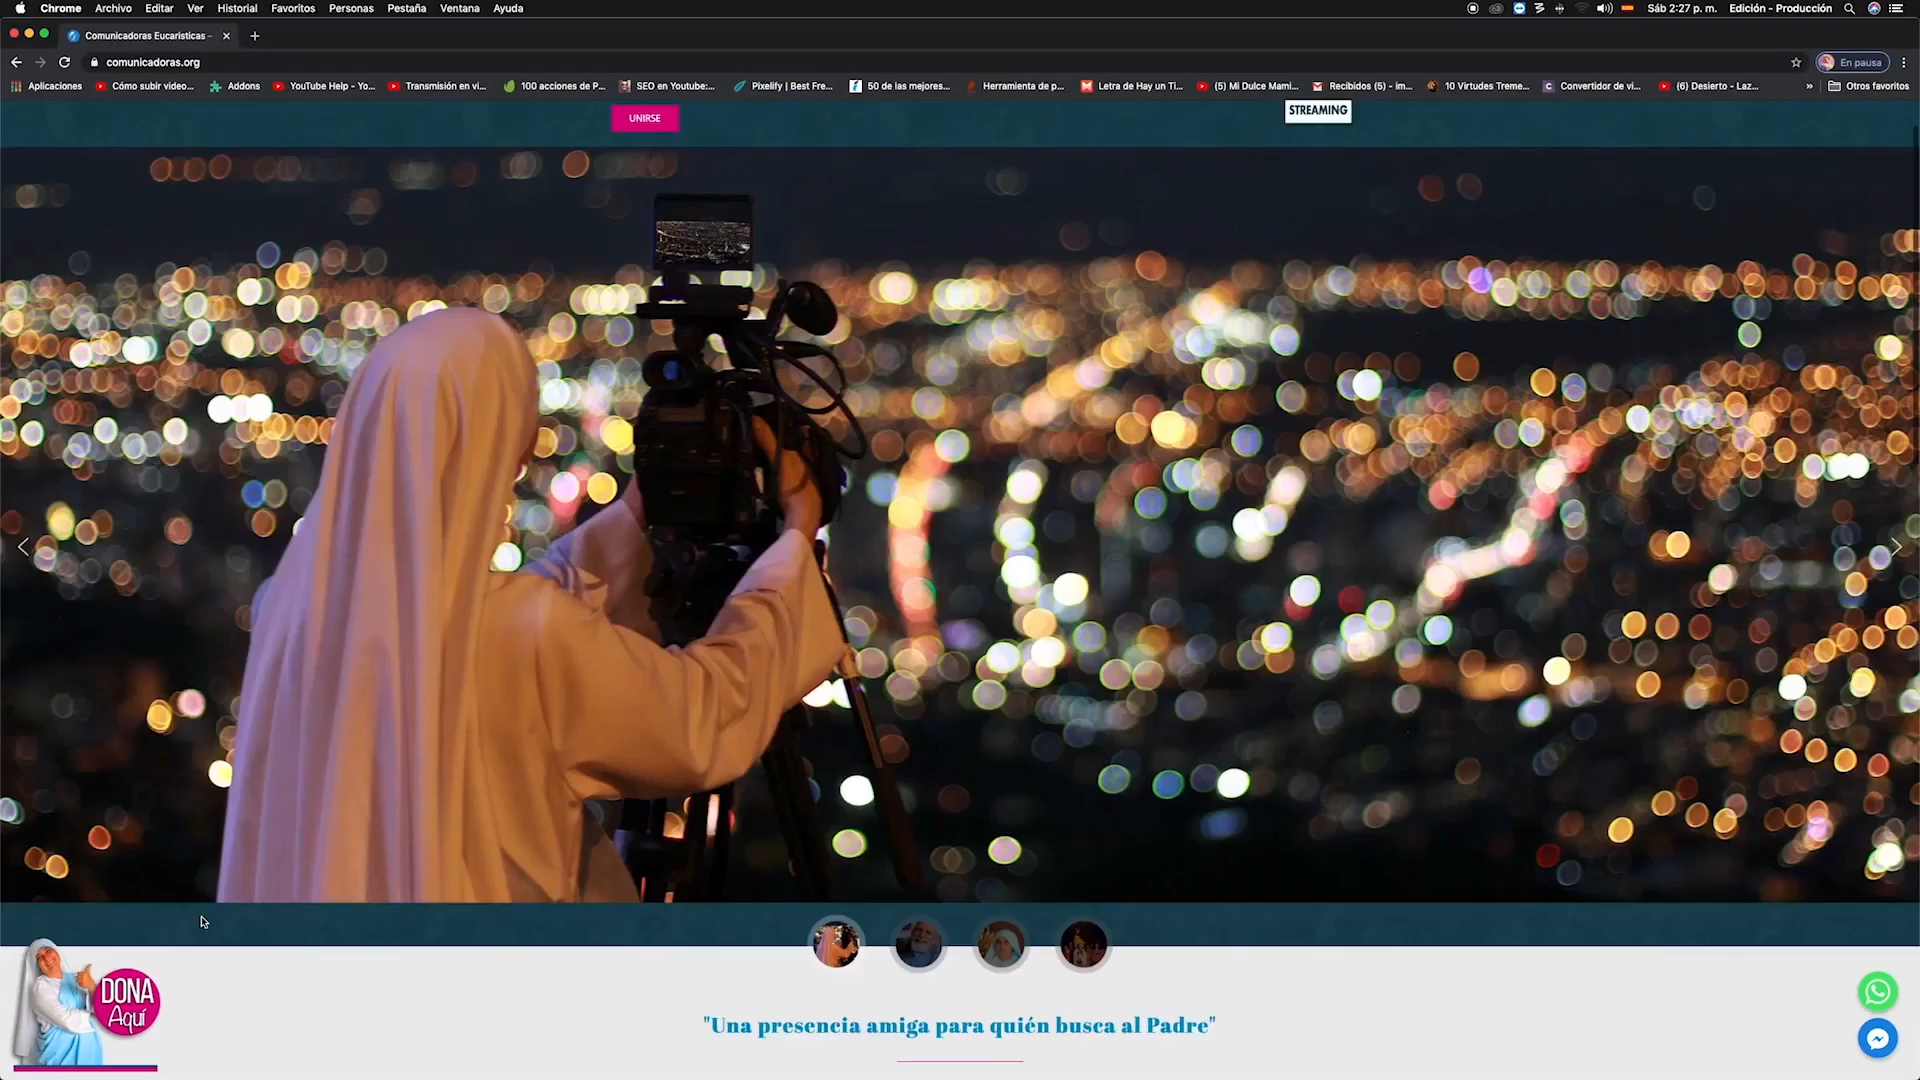 Chrome Archivo Editar Ver Historial Favoritos Personas Pestaña Ventana Ayuda Sáb 2:27 p. m. Edición - Producción
Comunicadoras Eucarísticas -
comunicadoras.org En pausa
Aplicaciones Cómo subir video... Addons YouTube Help - Yo... Transmisión en vi... 100 acciones de P... SEO en Youtube:... Pixelify | Best Fre... 50 de las mejores... Herramienta de p... Letra de Hay un Ti... (5) Mi Dulce Mami... Recibidos (5) - im... 10 Virtudes Treme... Convertidor de vi... (6) Desierto - Laz... » Otros favoritos
UNIRSE
STREAMING
DONA
Aquí
"Una presencia amiga para quién busca al Padre"